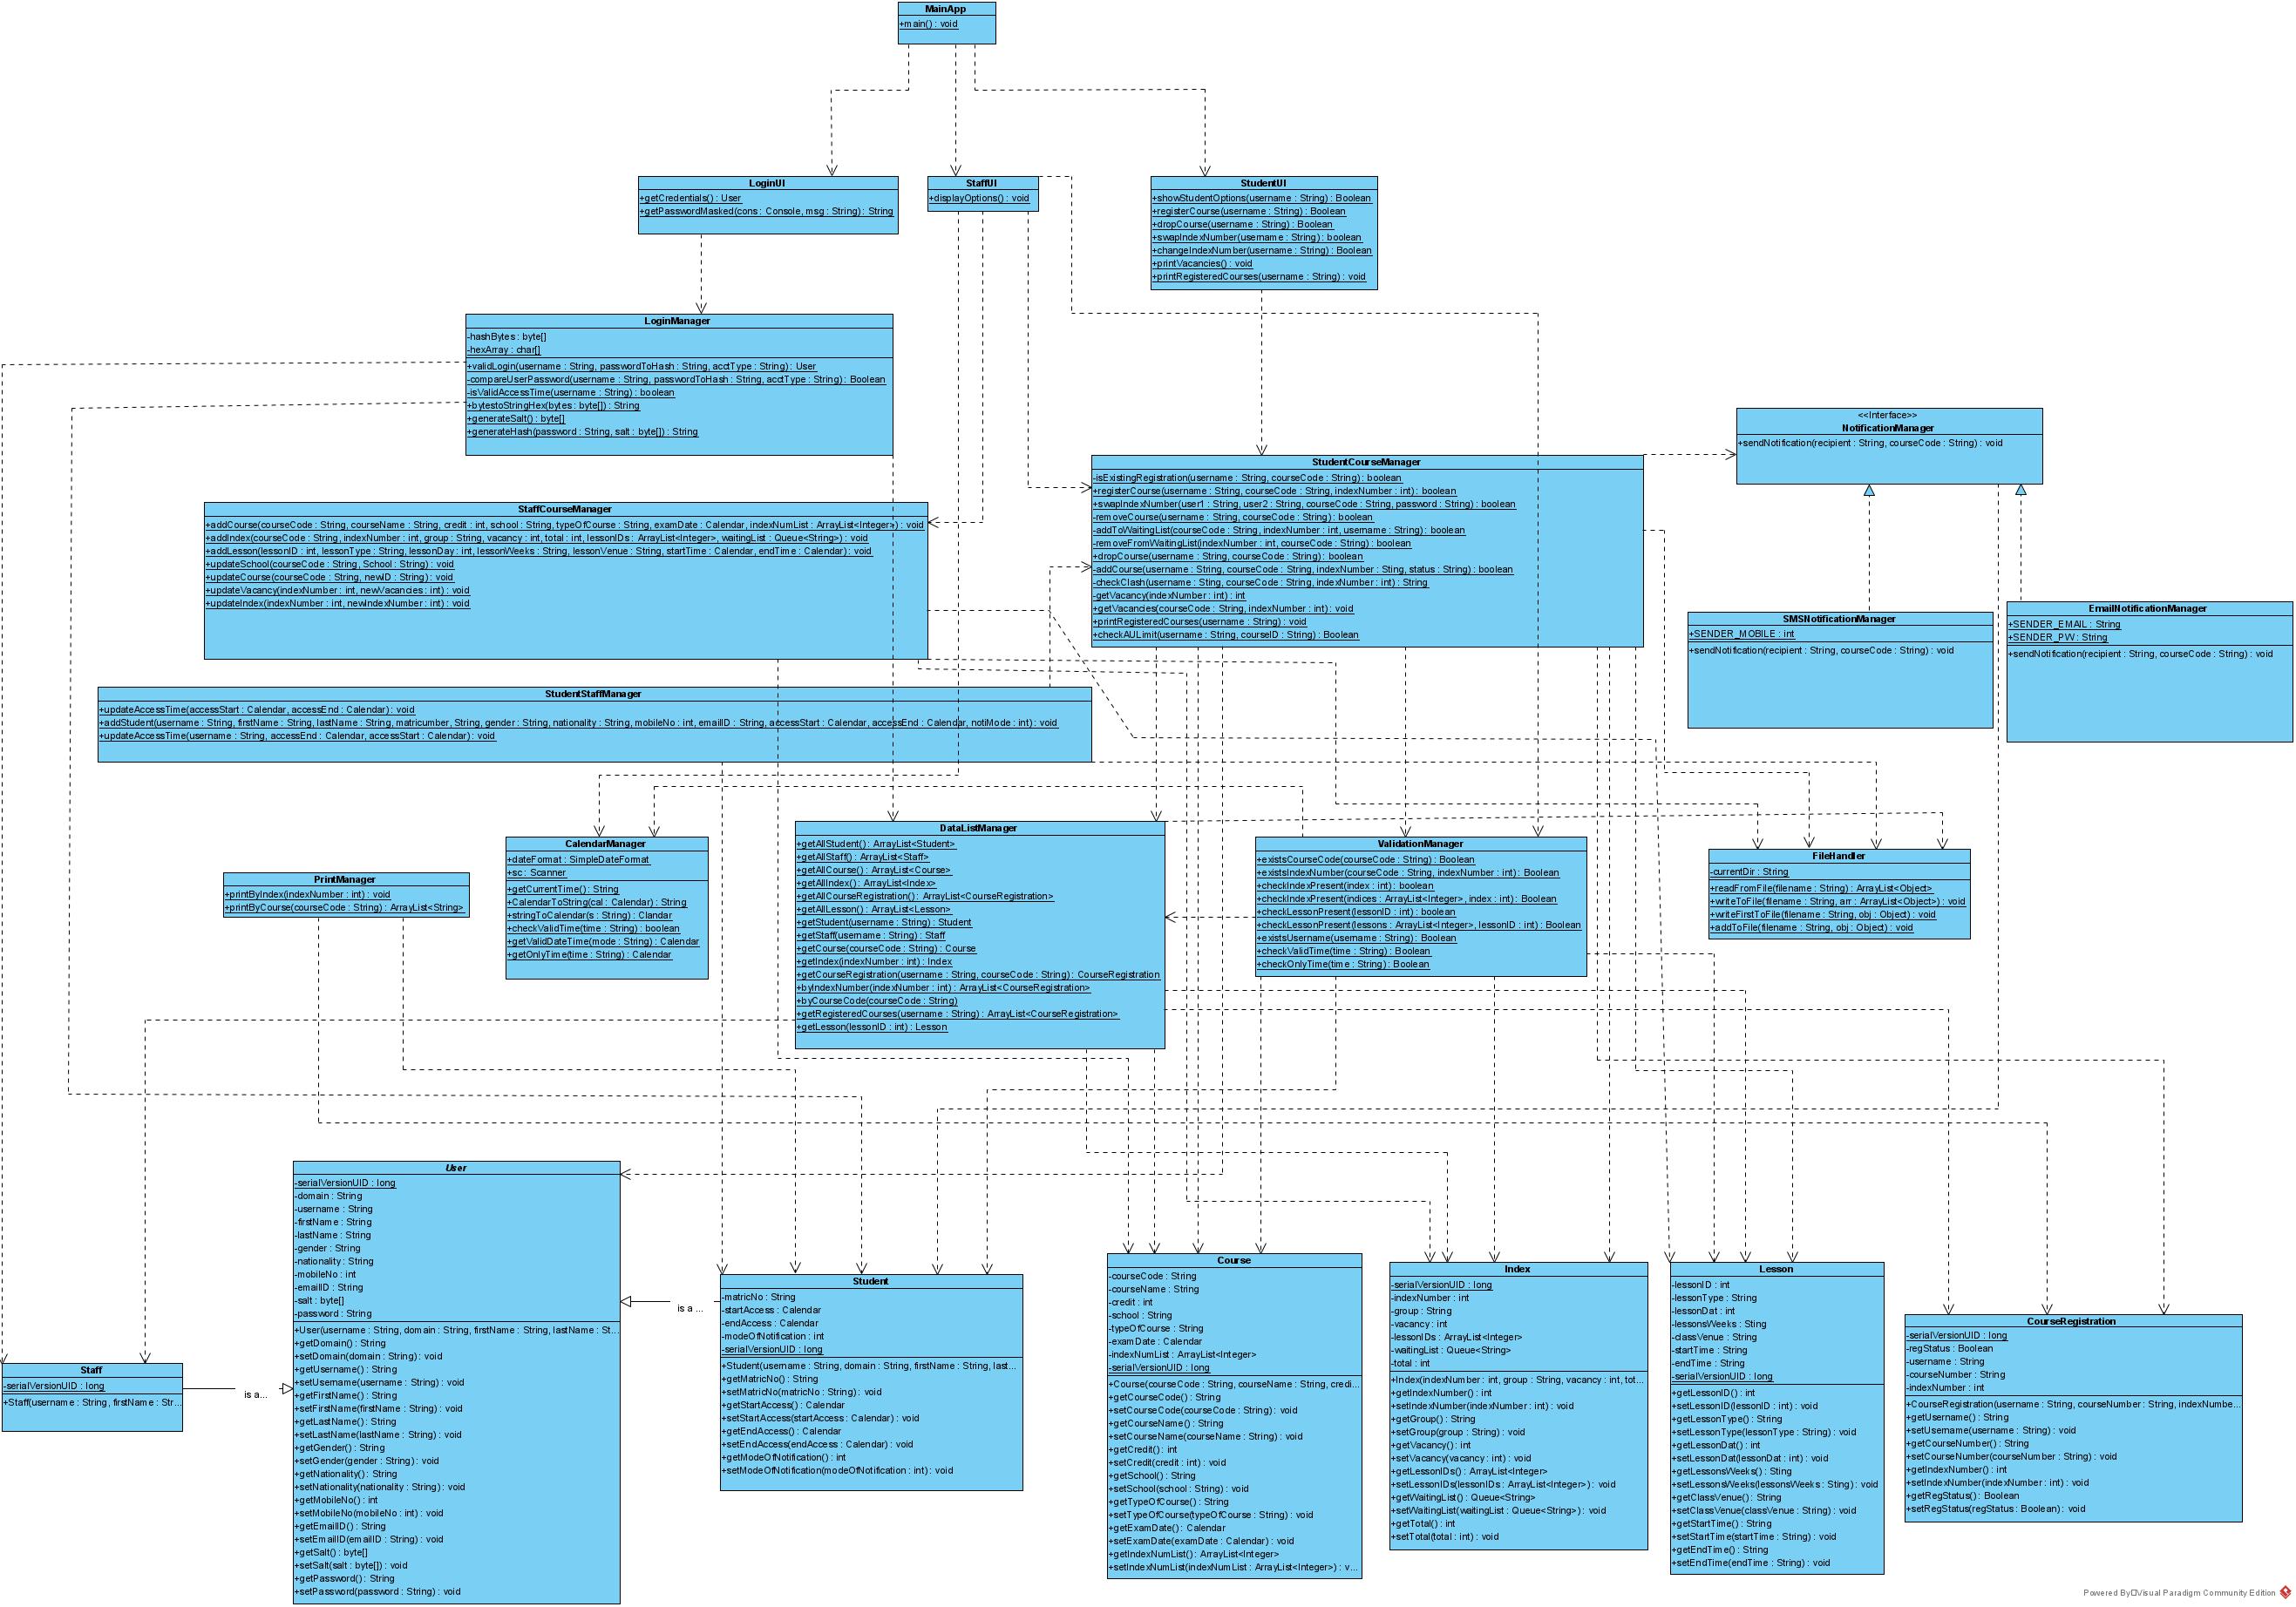 MainApp
+main() : void
LoginUI
+getCredentials() : User
+getPasswordMasked(cons : Console, msg : String) : String
StaffUI
+displayOptions() : void
StudentUI
+showStudentOptions(username : String) : Boolean
+registerCourse(username : String) : Boolean
+dropCourse(username : String) : Boolean
+swapIndexNumber(username : String) : boolean
+changeIndexNumber(username : String) : Boolean
+printVacancies() : void
+printRegisteredCourses(username : String) : void
LoginManager
-hashBytes : byte[]
-hexArray : char[]
+validLogin(username : String, passwordToHash : String, acctType : String) : User
-compareUserPassword(username : String, passwordToHash : String, acctType : String) : Boolean
-isValidAccessTime(username : String) : boolean
+bytestoStringHex(bytes : byte[]) : String
+generateSalt() : byte[]
+generateHash(password : String, salt : byte[]) : String
<<Interface>>
NotificationManager
+sendNotification(recipient : String, courseCode : String) : void
StudentCourseManager
-isExistingRegistration(username : String, courseCode : String) : boolean
+registerCourse(username : String, courseCode : String, indexNumber : int) : boolean
+swapIndexNumber(user1 : String, user2 : String, courseCode : String, password : String) : boolean
-removeCourse(username : String, courseCode : String) : boolean
-addToWaitingList(courseCode : String, indexNumber : int, username : String) : boolean
-removeFromWaitingList(indexNumber : int, courseCode : String) : boolean
+dropCourse(username : String, courseCode : String) : boolean
-addCourse(username : String, courseCode : String, indexNumber : Sting, status : String) : boolean
-checkClash(username : String, courseCode : String, indexNumber : int) : String
-getVacancy(indexNumber : int) : int
+getVacancies(courseCode : String, indexNumber : int) : void
+printRegisteredCourses(username : String) : void
+checkAULimit(username : String, courseID : String) : Boolean
StaffCourseManager
+addCourse(courseCode : String, courseName : String, credit : int, school : String, typeOfCourse : String, examDate : Calendar, indexNumList : ArrayList<Integer>) : void
+addIndex(courseCode : String, indexNumber : int, group : String, vacancy : int, total : int, lessonIDs : ArrayList<Integer>, waitingList : Queue<String>) : void
+addLesson(lessonID : int, lessonType : String, lessonDay : int, lessonWeeks : String, lessonVenue : String, startTime : Calendar, endTime : Calendar) : void
+updateSchool(courseCode : String, School : String) : void
+updateCourse(courseCode : String, newID : String) : void
+updateVacancy(indexNumber : int, newVacancies : int) : void
+updateIndex(indexNumber : int, newIndexNumber : int) : void
SMSNotificationManager
+SENDER_MOBILE : int
+sendNotification(recipient : String, courseCode : String) : void
EmailNotificationManager
+SENDER_EMAIL : String
+SENDER_PW : String
+sendNotification(recipient : String, courseCode : String) : void
StudentStaffManager
+updateAccessTime(accessStart : Calendar, accessEnd : Calendar) : void
+addStudent(username : String, firstName : String, lastName : String, matricumber, String, gender : String, nationality : String, mobileNo : int, emailID : String, accessStart : Calendar, accessEnd : Calendar, notiMode : int) : void
+updateAccessTime(username : String, accessEnd : Calendar, accessStart : Calendar) : void
PrintManager
+printByIndex(indexNumber : int) : void
+printByCourse(courseCode : String) : ArrayList<String>
CalendarManager
+dateFormat : SimpleDateFormat
+sc : Scanner
+getCurrentTime() : String
+CalendarToString(cal : Calendar) : String
+stringToCalendar(s : String) : Clandar
+checkValidTime(time : String) : boolean
+getValidDateTime(mode : String) : Calendar
+getOnlyTime(time : String) : Calendar
DataListManager
+getAllStudent() : ArrayList<Student>
+getAllStaff() : ArrayList<Staff>
+getAllCourse() : ArrayList<Course>
+getAllIndex() : ArrayList<Index>
+getAllCourseRegistration() : ArrayList<CourseRegistration>
+getAllLesson() : ArrayList<Lesson>
+getStudent(username : String) : Student
+getStaff(username : String) : Staff
+getCourse(courseCode : String) : Course
+getIndex(indexNumber : int) : Index
+getCourseRegistration(username : String, courseCode : String) : CourseRegistration
+byIndexNumber(indexNumber : int) : ArrayList<CourseRegistration>
+byCourseCode(courseCode : String)
+getRegisteredCourses(username : String) : ArrayList<CourseRegistration>
+getLesson(lessonID : int) : Lesson
ValidationManager
+existsCourseCode(courseCode : String) : Boolean
+existsIndexNumber(courseCode : String, indexNumber : int) : Boolean
+checkIndexPresent(index : int) : boolean
+checkIndexPresent(indices : ArrayList<Integer>, index : int) : Boolean
+checkLessonPresent(lessonID : int) : boolean
+checkLessonPresent(lessons : ArrayList<Integer>, lessonID : int) : Boolean
+existsUsername(username : String) : Boolean
+checkValidTime(time : String) : Boolean
+checkOnlyTime(time : String) : Boolean
FileHandler
-currentDir : String
+readFromFile(filename : String) : ArrayList<Object>
+writeToFile(filename : String, arr : ArrayList<Object>) : void
+writeFirstToFile(filename : String, obj : Object) : void
+addToFile(filename : String, obj : Object) : void
User
-serialVersionUID : long
-domain : String
-username : String
-firstName : String
-lastName : String
-gender : String
-nationality : String
-mobileNo : int
-emailID : String
-salt : byte[]
-password : String
+User(username : String, domain : String, firstName : String, lastName : St...
+getDomain() : String
+setDomain(domain : String) : void
+getUsername() : String
+setUsername(username : String) : void
+getFirstName() : String
+setFirstName(firstName : String) : void
+getLastName() : String
+setLastName(lastName : String) : void
+getGender() : String
+setGender(gender : String) : void
+getNationality() : String
+setNationality(nationality : String) : void
+getMobileNo() : int
+setMobileNo(mobileNo : int) : void
+getEmailID() : String
+setEmailID(emailID : String) : void
+getSalt() : byte[]
+setSalt(salt : byte[]) : void
+getPassword() : String
+setPassword(password : String) : void
is a ...
is a...
Staff
-serialVersionUID : long
+Staff(username : String, firstName : Str...
Student
-matricNo : String
-startAccess : Calendar
-endAccess : Calendar
-modeOfNotification : int
-serialVersionUID : long
+Student(username : String, domain : String, firstName : String, last...
+getMatricNo() : String
+setMatricNo(matricNo : String) : void
+getStartAccess() : Calendar
+setStartAccess(startAccess : Calendar) : void
+getEndAccess() : Calendar
+setEndAccess(endAccess : Calendar) : void
+getModeOfNotification() : int
+setModeOfNotification(modeOfNotification : int) : void
Course
-courseCode : String
-courseName : String
-credit : int
-school : String
-typeOfCourse : String
-examDate : Calendar
-indexNumList : ArrayList<Integer>
-serialVersionUID : long
+Course(courseCode : String, courseName : String, credi...
+getCourseCode() : String
+setCourseCode(courseCode : String) : void
+getCourseName() : String
+setCourseName(courseName : String) : void
+getCredit() : int
+setCredit(credit : int) : void
+getSchool() : String
+setSchool(school : String) : void
+getTypeOfCourse() : String
+setTypeOfCourse(typeOfCourse : String) : void
+getExamDate() : Calendar
+setExamDate(examDate : Calendar) : void
+getIndexNumList() : ArrayList<Integer>
+setIndexNumList(indexNumList : ArrayList<Integer>) : v...
Index
-serialVersionUID : long
-indexNumber : int
-group : String
-vacancy : int
-lessonIDs : ArrayList<Integer>
-waitingList : Queue<String>
-total : int
+Index(indexNumber : int, group : String, vacancy : int, tot...
+getIndexNumber() : int
+setIndexNumber(indexNumber : int) : void
+getGroup() : String
+setGroup(group : String) : void
+getVacancy() : int
+setVacancy(vacancy : int) : void
+getLessonIDs() : ArrayList<Integer>
+setLessonIDs(lessonIDs : ArrayList<Integer>) : void
+getWaitingList() : Queue<String>
+setWaitingList(waitingList : Queue<String>) : void
+getTotal() : int
+setTotal(total : int) : void
Lesson
-lessonID : int
-lessonType : String
-lessonDat : int
-lessonsWeeks : Sting
-classVenue : String
-startTime : String
-endTime : String
-serialVersionUID : long
+getLessonID() : int
+setLessonID(lessonID : int) : void
+getLessonType() : String
+setLessonType(lessonType : String) : void
+getLessonDat() : int
+setLessonDat(lessonDat : int) : void
+getLessonsWeeks() : Sting
+setLessonsWeeks(lessonsWeeks : Sting) : void
+getClassVenue() : String
+setClassVenue(classVenue : String) : void
+getStartTime() : String
+setStartTime(startTime : String) : void
+getEndTime() : String
+setEndTime(endTime : String) : void
CourseRegistration
-serialVersionUID : long
-regStatus : Boolean
-username : String
-courseNumber : String
-indexNumber : int
+CourseRegistration(username : String, courseNumber : String, indexNumbe...
+getUsername() : String
+setUsername(username : String) : void
+getCourseNumber() : String
+setCourseNumber(courseNumber : String) : void
+getIndexNumber() : int
+setIndexNumber(indexNumber : int) : void
+getRegStatus() : Boolean
+setRegStatus(regStatus : Boolean) : void
Powered By□Visual Paradigm Community Edition